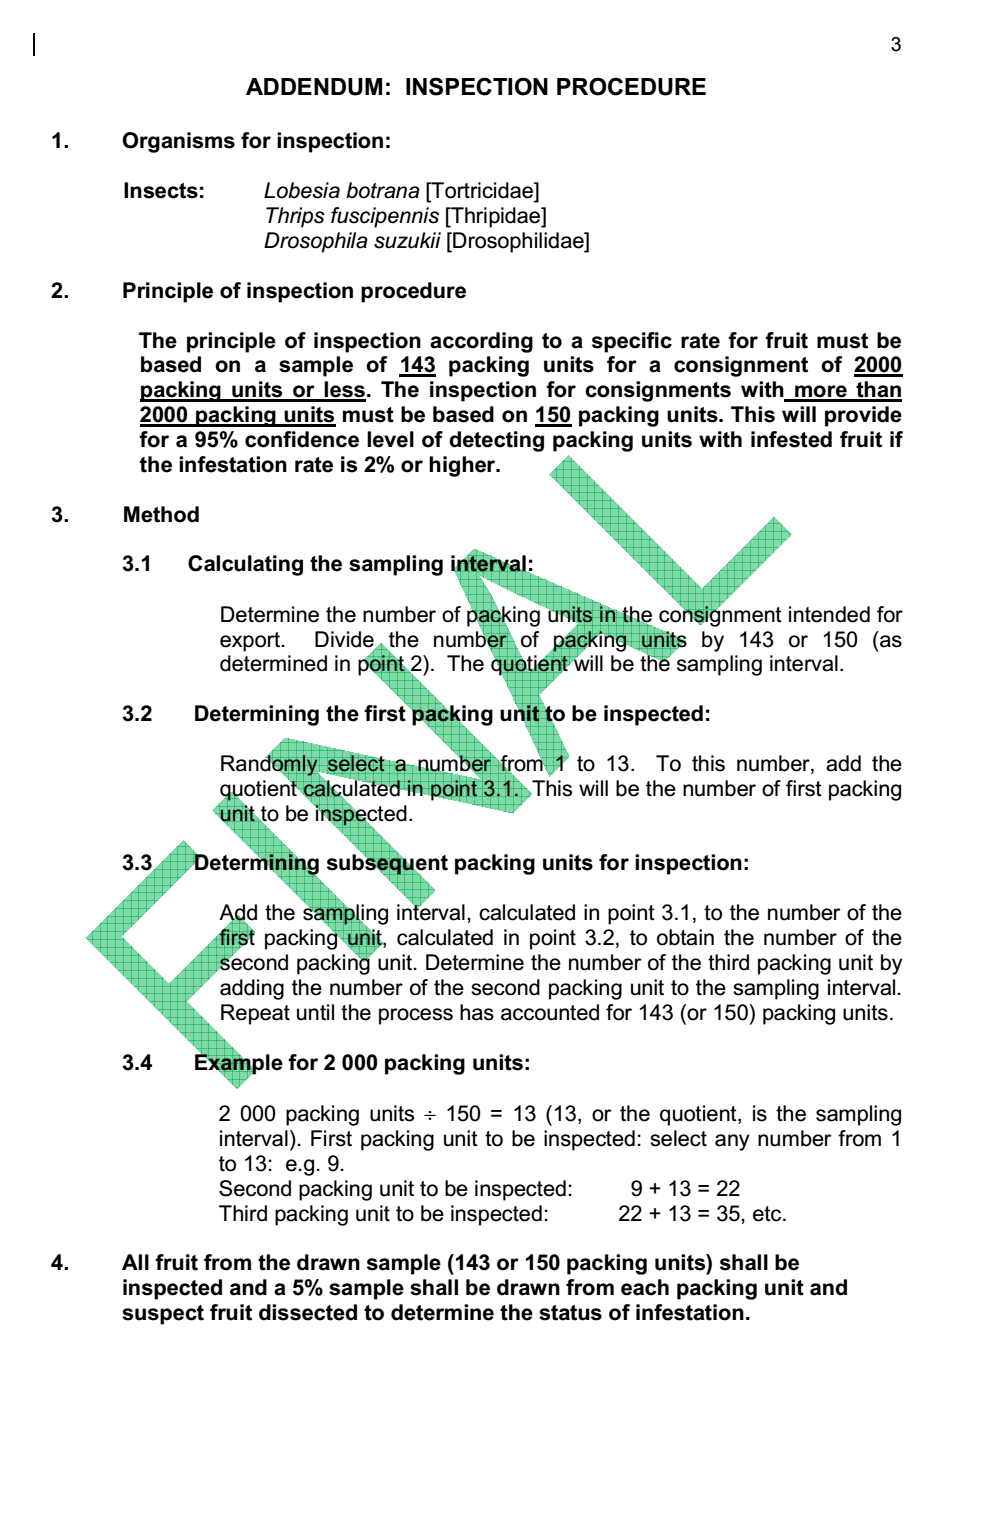 3
ADDENDUM: INSPECTION PROCEDURE
1. Organisms for inspection:
Insects: Lobesia botrana [Tortricidae]
Thrips fuscipennis [Thripidae]
Drosophila suzukii [Drosophilidae]
2. Principle of inspection procedure
The principle of inspection according to a specific rate for fruit must be
based on a sample of 143 packing units for a consignment of 2000
packing units or less. The inspection for consignments with more than
2000 packing units must be based on 150 packing units. This will provide
for a 95% confidence level of detecting packing units with infested fruit if
the infestation rate is 2% or higher.
3. Method
3.1 Calculating the sampling interval:
Determine the number of packing units in the consignment intended for
export. Divide the number of packing units by 143 or 150 (as
determined in point 2). The quotient will be the sampling interval.
3.2 Determining the first packing unit to be inspected:
Randomly select a number from 1 to 13. To this number, add the
quotient calculated in point 3.1. This will be the number of first packing
unit to be inspected.
3.3 Determining subsequent packing units for inspection:
Add the sampling interval, calculated in point 3.1, to the number of the
first packing unit, calculated in point 3.2, to obtain the number of the
second packing unit. Determine the number of the third packing unit by
adding the number of the second packing unit to the sampling interval.
Repeat until the process has accounted for 143 (or 150) packing units.
3.4 Example for 2 000 packing units:
2 000 packing units ÷ 150 = 13 (13, or the quotient, is the sampling
interval). First packing unit to be inspected: select any number from 1
to 13: e.g. 9.
Second packing unit to be inspected: 9 + 13 = 22
Third packing unit to be inspected: 22 + 13 = 35, etc.
4. All fruit from the drawn sample (143 or 150 packing units) shall be
inspected and a 5% sample shall be drawn from each packing unit and
suspect fruit dissected to determine the status of infestation.
FINAL